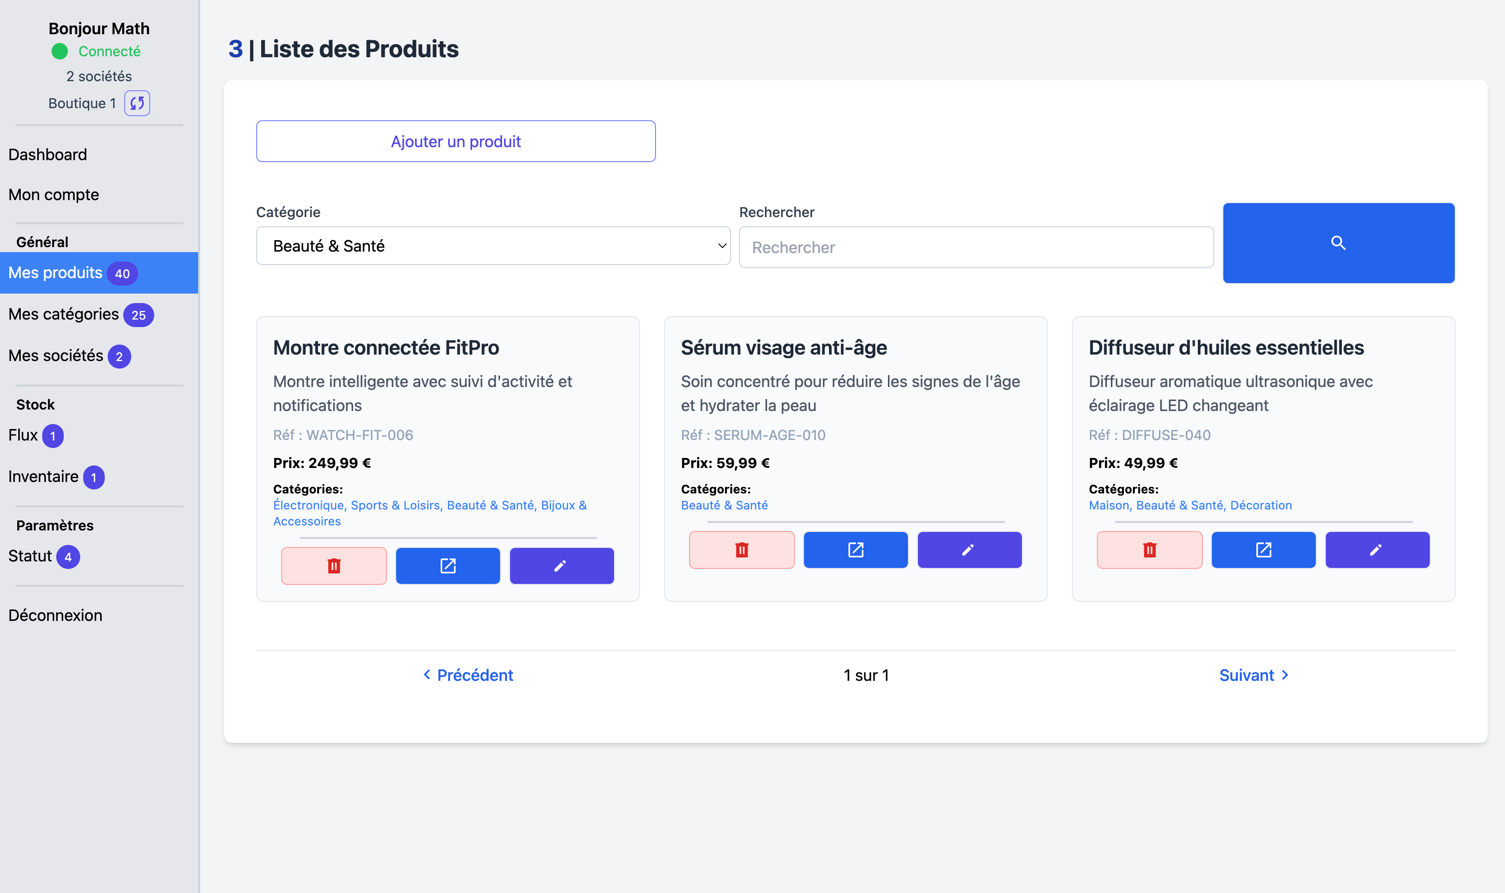 Bonjour Math
Connecté
2 sociétés
Boutique 1
Dashboard
Mon compte
Général
Mes produits 40
Mes catégories 25
Mes sociétés 2
Stock
Flux 1
Inventaire 1
Paramètres
Statut 4
Déconnexion
3 | Liste des Produits
Ajouter un produit
Catégorie
Beauté & Santé
Rechercher
Rechercher
Montre connectée FitPro
Montre intelligente avec suivi d'activité et
notifications
Réf : WATCH-FIT-006
Prix: 249,99 €
Catégories:
Électronique, Sports & Loisirs, Beauté & Santé, Bijoux &
Accessoires
Sérum visage anti-âge
Soin concentré pour réduire les signes de l'âge
et hydrater la peau
Réf : SERUM-AGE-010
Prix: 59,99 €
Catégories:
Beauté & Santé
Diffuseur d'huiles essentielles
Diffuseur aromatique ultrasonique avec
éclairage LED changeant
Réf : DIFFUSE-040
Prix: 49,99 €
Catégories:
Maison, Beauté & Santé, Décoration
Précédent
1 sur 1
Suivant